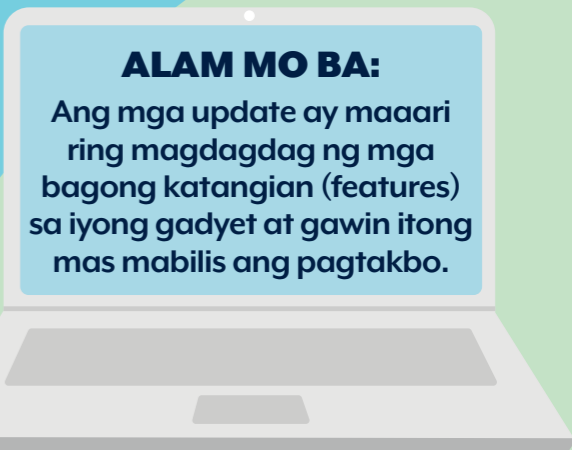 ALAM MO BA:
Ang mga update ay maaari
ring magdagdag ng mga
bagong katangian (features)
sa iyong gadyet at gawin itong
mas mabilis ang pagtakbo.